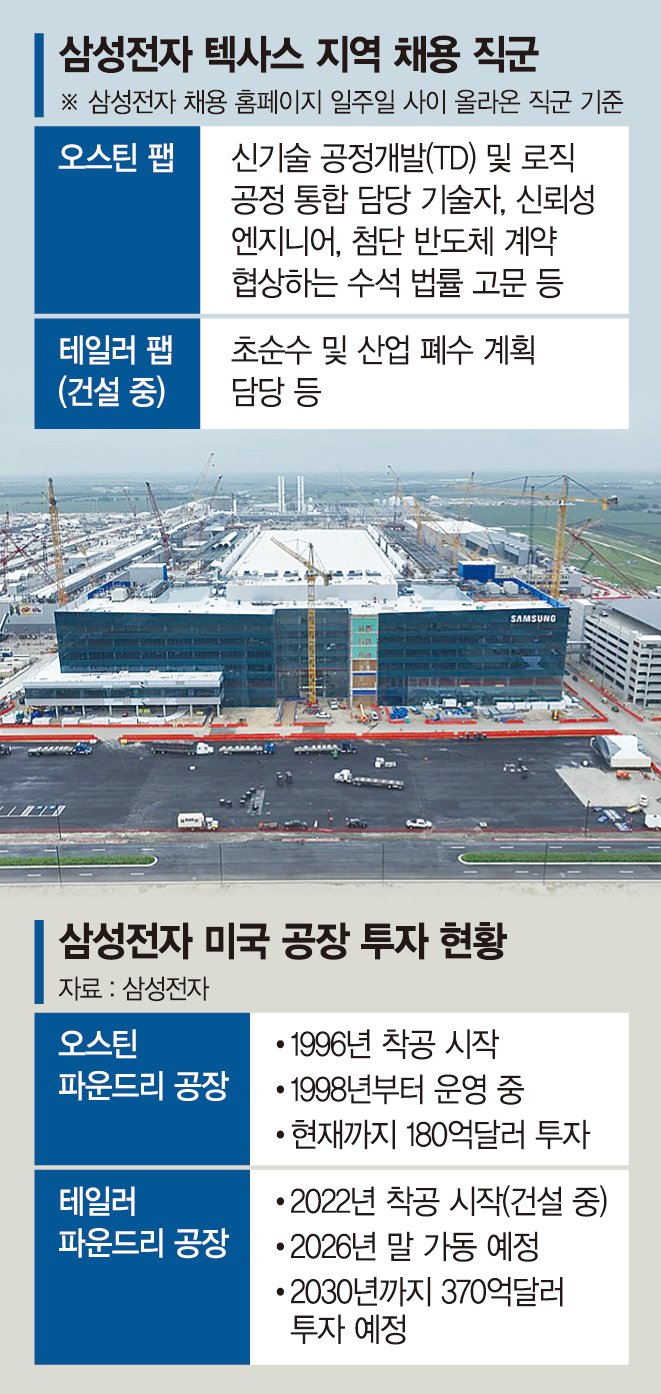 삼성전자 텍사스 지역 채용 직군
※ 삼성전자 채용 홈페이지 일주일 사이 올라온 직군 기준
오스틴 팹
신기술 공정개발(TD) 및 로직
공정 통합 담당 기술자, 신뢰성
엔지니어, 첨단 반도체 계약
협상하는 수석 법률 고문 등
테일러 팹
(건설 중)
초순수 및 산업 폐수 계획
담당 등
SAMSUNG
삼성전자 미국 공장 투자 현황
자료 : 삼성전자
오스틴
파운드리 공장
•1996년 착공 시작
•1998년부터 운영 중
•현재까지 180억달러 투자
테일러
파운드리 공장
•2022년 착공 시작(건설 중)
•2026년 말 가동 예정
•2030년까지 370억달러
투자 예정